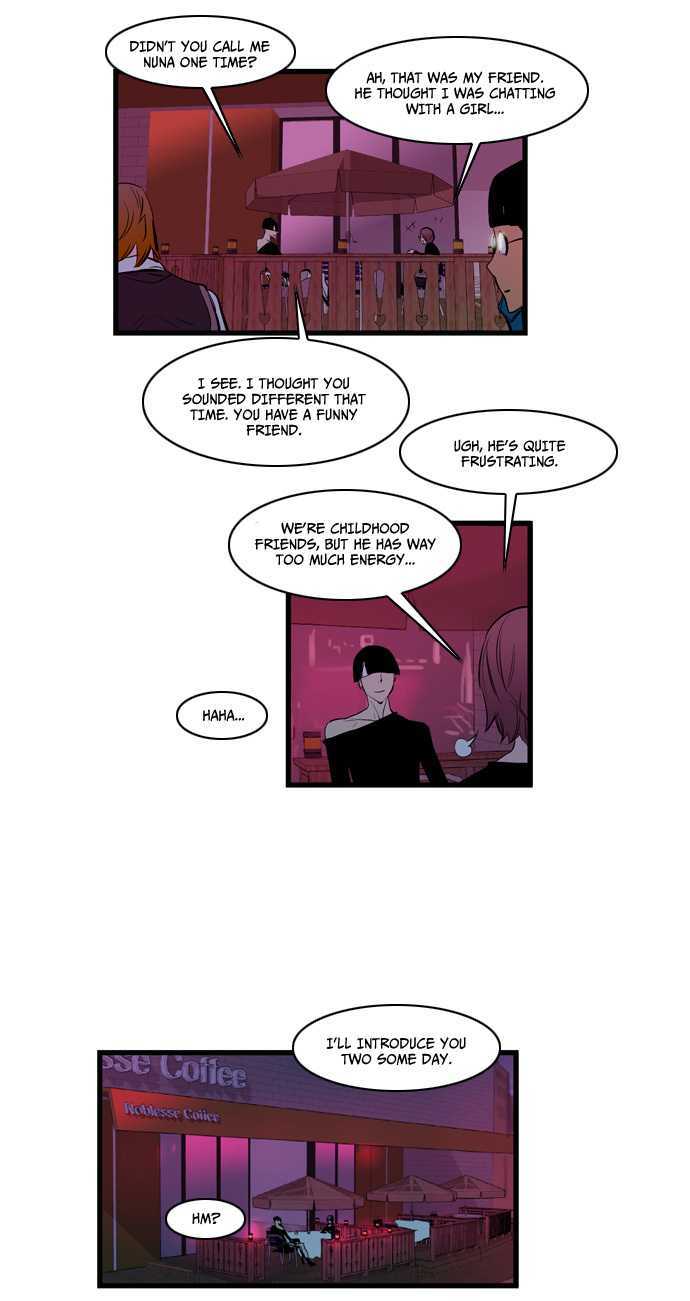 DIDN'T YOU CALL ME
NUNA ONE TIME?
AH, THAT WAS MY FRIEND.
HE THOUGHT I WAS CHATTING
WITH A GIRL...
I SEE. I THOUGHT YOU
SOUNDED DIFFERENT THAT
TIME. YOU HAVE A FUNNY
FRIEND.
UGH, HE'S QUITE
FRUSTRATING.
WE'RE CHILDHOOD
FRIENDS, BUT HE HAS WAY
TOO MUCH ENERGY...
HAHA...
I'LL INTRODUCE YOU
TWO SOME DAY.
sse Coffee
Noblesse Coffee
HM?